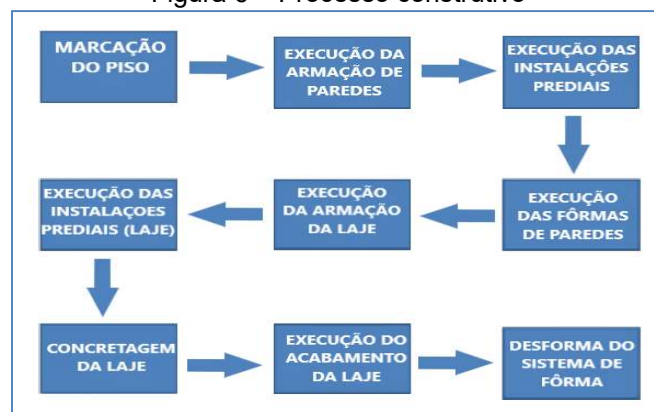 MARCAÇÃO
DO PISO
EXECUÇÃO DA
ARMAÇÃO DE
PAREDES
EXECUÇÃO DAS
INSTALAÇÔES
PREDIAIS
EXECUÇÃO
DAS FÔRMAS
DE PAREDES
EXECUÇÃO
DA ARMAÇÃO
DA LAJE
EXECUÇÃO DAS
INSTALAÇOES
PREDIAIS (LAJE)
CONCRETAGEM
DA LAJE
EXECUÇÃO DO
ACABAMENTO
DA LAJE
DESFORMA DO
SISTEMA DE
FÔRMA